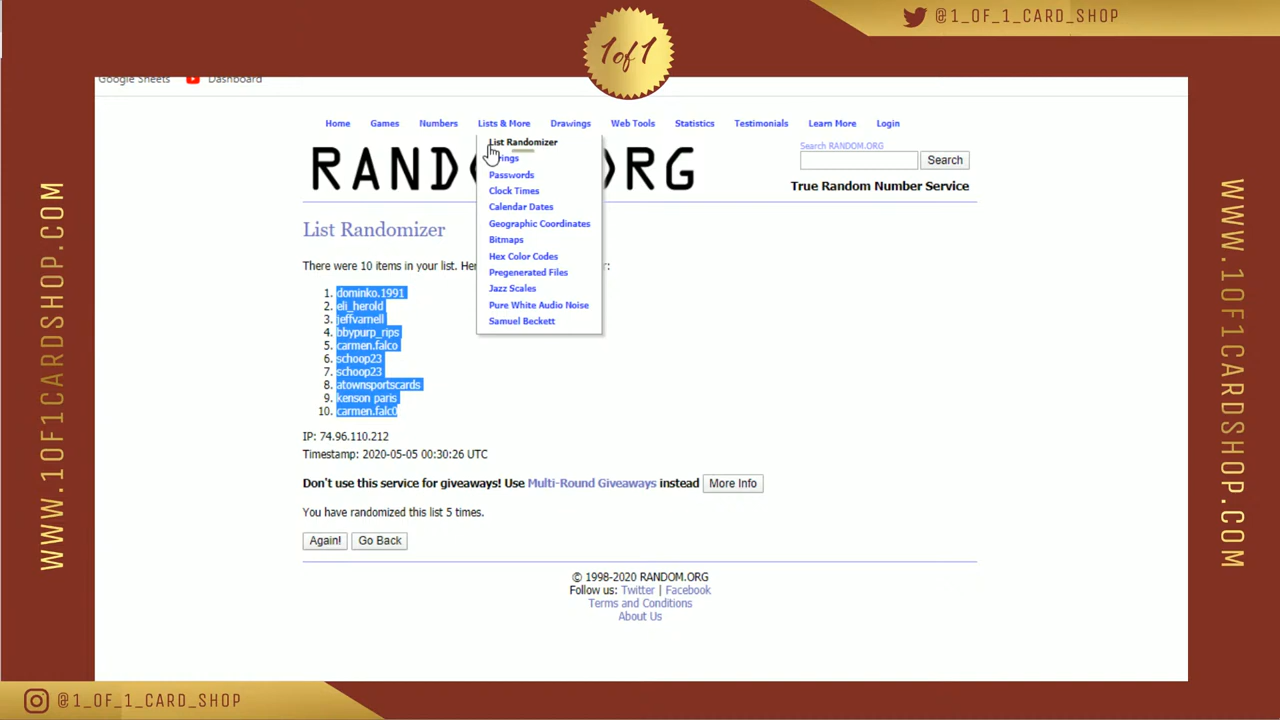 1 of 1
@1_OF_1_CARD_SHOP
Google Sheets Dashboard
Home Games Numbers Lists & More Drawings Web Tools Statistics Testimonials Learn More Login
List Randomizer
Passwords
Clock Times
Calendar Dates
Geographic Coordinates
Bitmaps
Hex Color Codes
Pregenerated Files
Jazz Scales
Pure White Audio Noise
Samuel Beckett
Search RANDOM.ORG
Search
True Random Number Service
List Randomizer
There were 10 items in your list.
1. dominko.1991
2. eli_herold
3. jeffvarnell
4. bbypurp_rips
5. carmen.falco
6. schoop23
7. schoop23
8. atownsportscards
9. kenson paris
10. carmen.falc0
IP: 74.96.110.212
Timestamp: 2020-05-05 00:30:26 UTC
Don't use this service for giveaways! Use Multi-Round Giveaways instead More Info
You have randomized this list 5 times.
Again! Go Back
© 1998-2020 RANDOM.ORG
Follow us: Twitter | Facebook
Terms and Conditions
About Us
WWW.1OF1CARDSHOP.COM
WWW.1OF1CARDSHOP.COM
@1_OF_1_CARD_SHOP